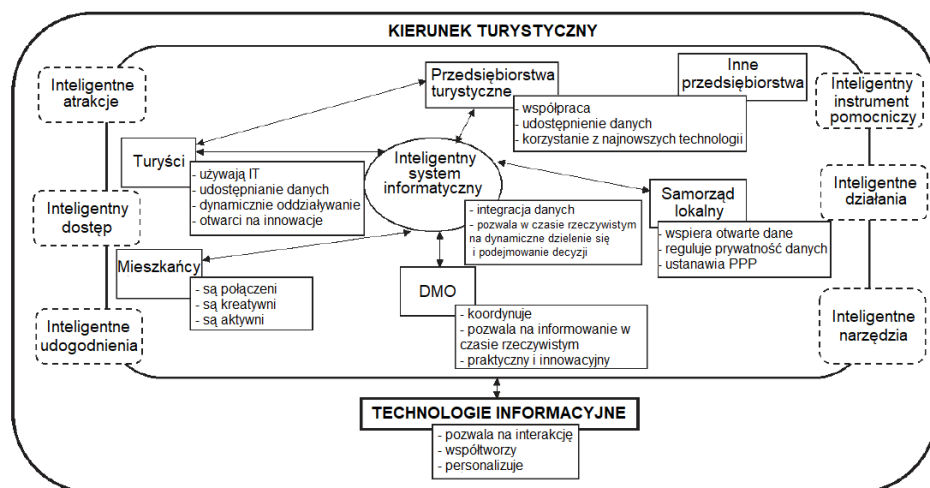 KIERUNEK TURYSTYCZNY
Inteligentne
atrakcje
Przedsiębiorstwa
turystyczne
- współpraca
- udostępnienie danych
- korzystanie z najnowszych technologii
Inne
przedsiębiorstwa
Inteligentny
instrument
pomocniczy
Turyści
- używają IT
- udostępnianie danych
- dynamicznie oddziaływanie
- otwarci na innowacje
Inteligentny
system
informatyczny
- integracja danych
- pozwala w czasie rzeczywistym
na dynamiczne dzielenie się
i podejmowanie decyzji
Samorząd
lokalny
- wspiera otwarte dane
- reguluje prywatność danych
- ustanawia PPP
Inteligentne
działania
Inteligentny
dostęp
Mieszkańcy
- są połączeni
- są kreatywni
- są aktywni
DMO
- koordynuje
- pozwala na informowanie w
czasie rzeczywistym
- praktyczny i innowacyjny
Inteligentne
udogodnienia
Inteligentne
narzędzia
TECHNOLOGIE INFORMACYJNE
- pozwala na interakcję
- współtworzy
- personalizuje